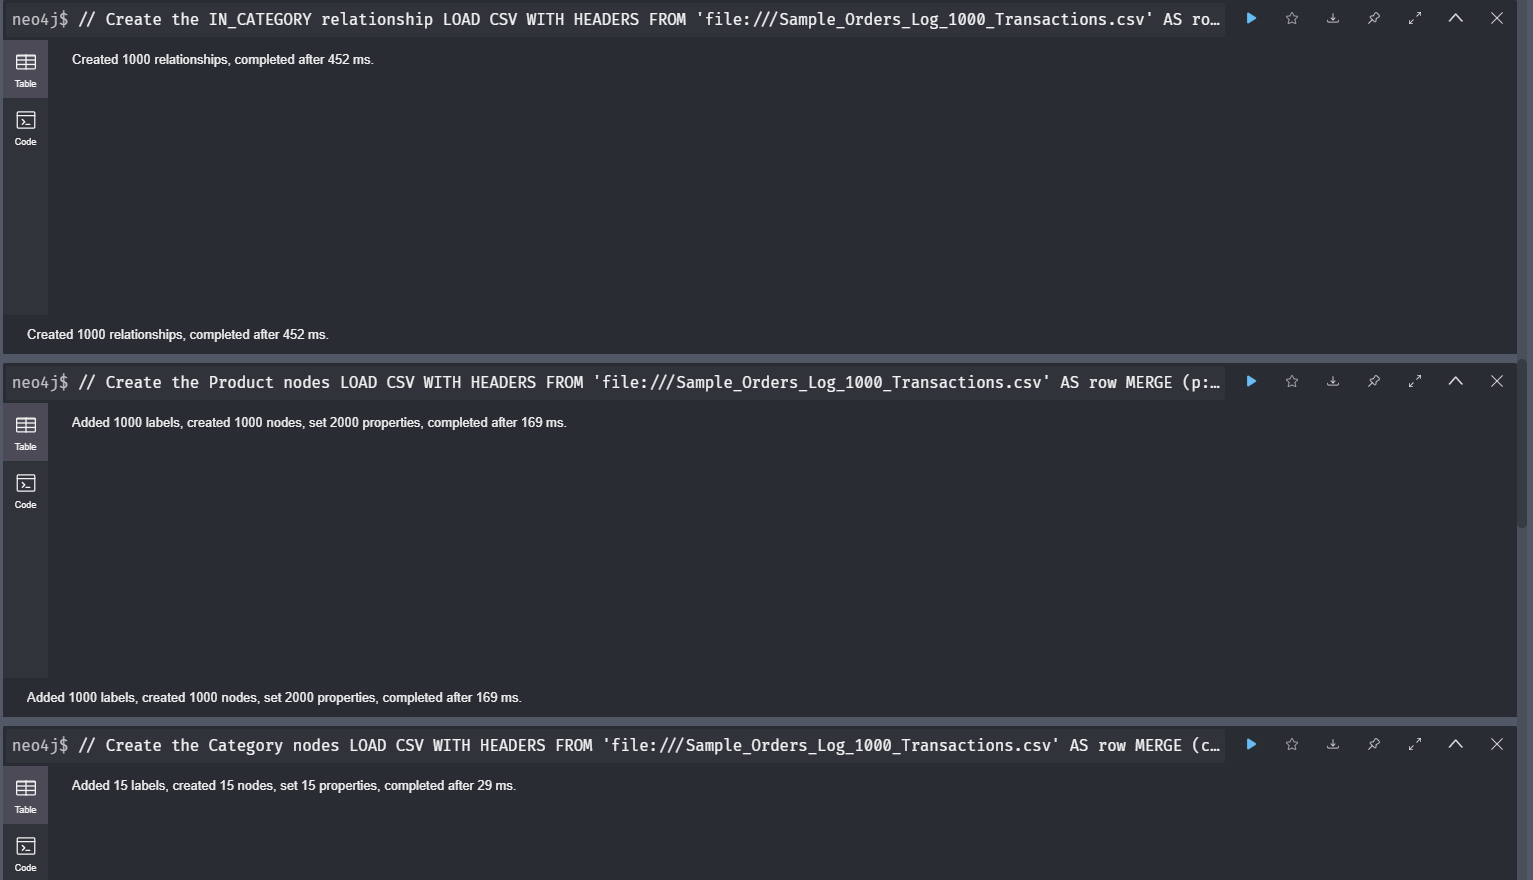 neo4j$ // Create the IN_CATEGORY relationship LOAD CSV WITH HEADERS FROM 'file:///Sample_Orders_Log_1000_Transactions.csv' AS ro…
Table
Created 1000 relationships, completed after 452 ms.
Code
Created 1000 relationships, completed after 452 ms.
neo4j$ // Create the Product nodes LOAD CSV WITH HEADERS FROM 'file:///Sample_Orders_Log_1000_Transactions.csv' AS row MERGE (p:…
Table
Added 1000 labels, created 1000 nodes, set 2000 properties, completed after 169 ms.
Code
Added 1000 labels, created 1000 nodes, set 2000 properties, completed after 169 ms.
neo4j$ // Create the Category nodes LOAD CSV WITH HEADERS FROM 'file:///Sample_Orders_Log_1000_Transactions.csv' AS row MERGE (c…
Table
Added 15 labels, created 15 nodes, set 15 properties, completed after 29 ms.
Code